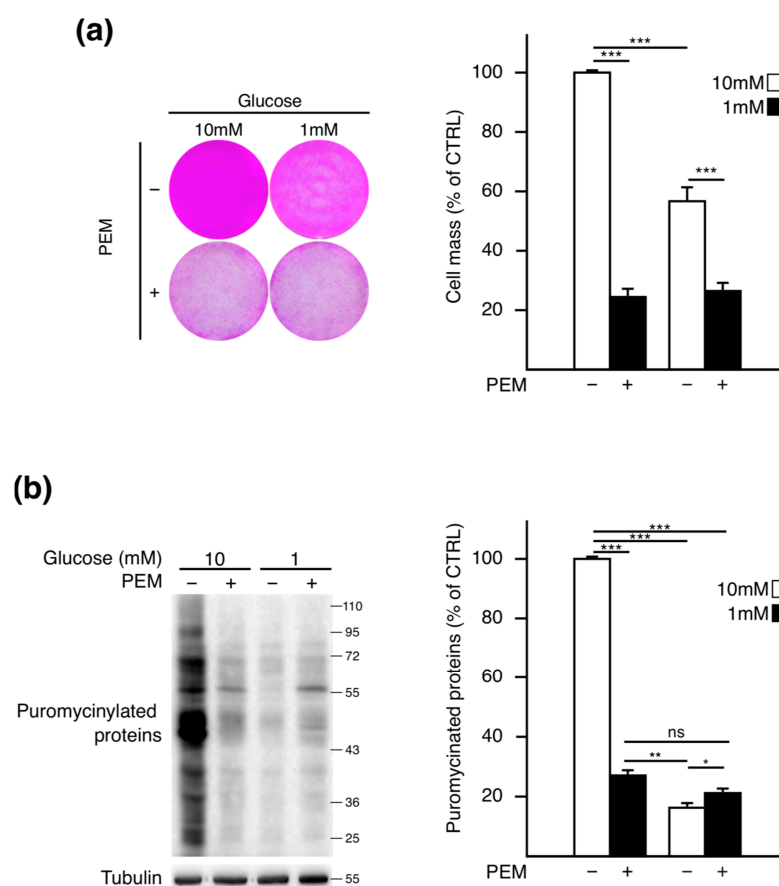 (a)
Glucose
10mM 1mM
PEM
−
+
Cell mass (% of CTRL)
100
80
60
40
20
***
***
***
10mM
1mM
PEM − + − +
(b)
Glucose (mM) 10 1
PEM − + − +
Puromycinylated
proteins
110
95
72
55
43
36
25
Tubulin 55
Puromycinated proteins (% of CTRL)
100
80
60
40
20
***
***
***
ns
**
*
10mM
1mM
PEM − + − +